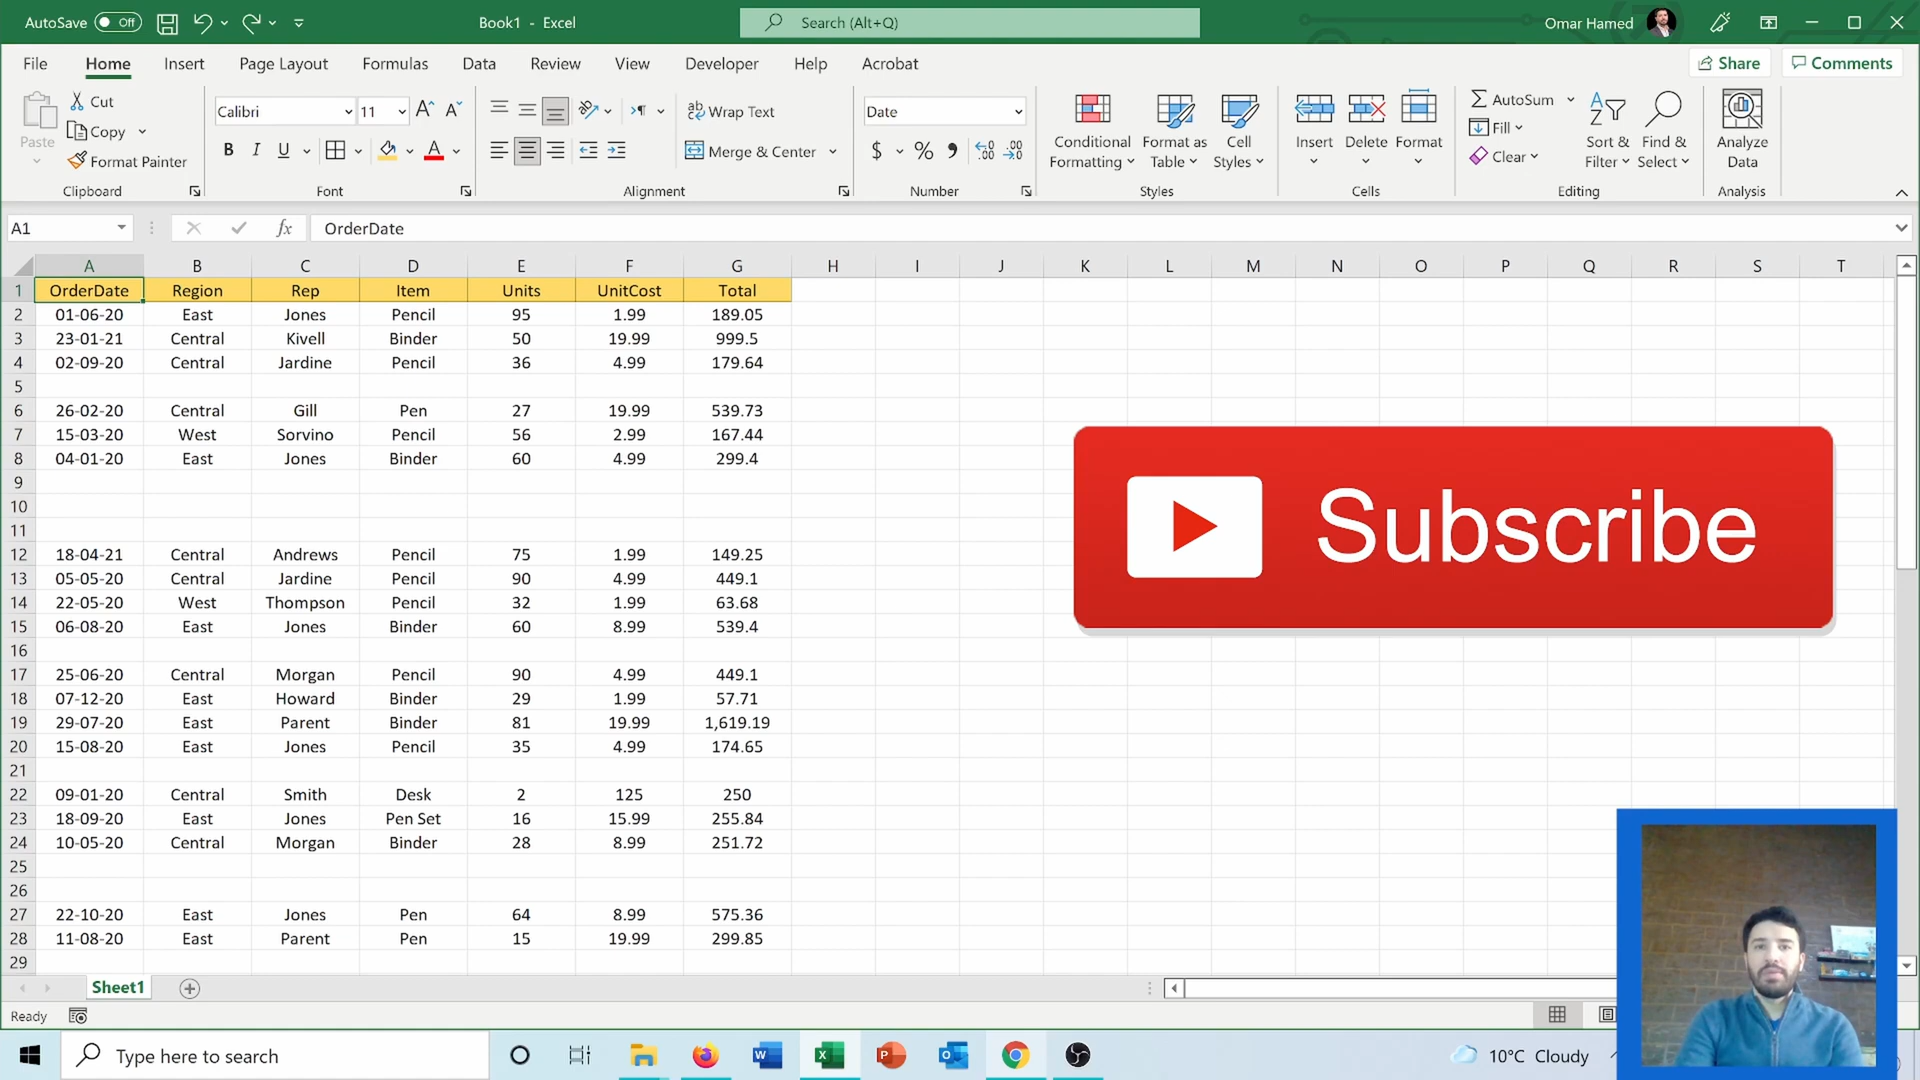 AutoSave Off Book1 - Excel Search (Alt+Q) Omar Hamed
File Home Insert Page Layout Formulas Data Review View Developer Help Acrobat Share Comments
Paste Cut Copy Format Painter Clipboard
Calibri 11 B I U A Font
Wrap Text Merge & Center Alignment
Date $ % Number
Conditional Formatting Format as Table Cell Styles Styles
Insert Delete Format Cells
AutoSum Fill Clear Sort & Filter Find & Select Editing
Analyze Data Analysis
A1 fx OrderDate
A B C D E F G H I J K L M N O P Q R S T
1 OrderDate Region Rep Item Units UnitCost Total
2 01-06-20 East Jones Pencil 95 1.99 189.05
3 23-01-21 Central Kivell Binder 50 19.99 999.5
4 02-09-20 Central Jardine Pencil 36 4.99 179.64
5
6 26-02-20 Central Gill Pen 27 19.99 539.73
7 15-03-20 West Sorvino Pencil 56 2.99 167.44
8 04-01-20 East Jones Binder 60 4.99 299.4
9
10
11
12 18-04-21 Central Andrews Pencil 75 1.99 149.25
13 05-05-20 Central Jardine Pencil 90 4.99 449.1
14 22-05-20 West Thompson Pencil 32 1.99 63.68
15 06-08-20 East Jones Binder 60 8.99 539.4
16
17 25-06-20 Central Morgan Pencil 90 4.99 449.1
18 07-12-20 East Howard Binder 29 1.99 57.71
19 29-07-20 East Parent Binder 81 19.99 1,619.19
20 15-08-20 East Jones Pencil 35 4.99 174.65
21
22 09-01-20 Central Smith Desk 2 125 250
23 18-09-20 East Jones Pen Set 16 15.99 255.84
24 10-05-20 Central Morgan Binder 28 8.99 251.72
25
26
27 22-10-20 East Jones Pen 64 8.99 575.36
28 11-08-20 East Parent Pen 15 19.99 299.85
29
Subscribe
Sheet1
Ready
Type here to search 10°C Cloudy